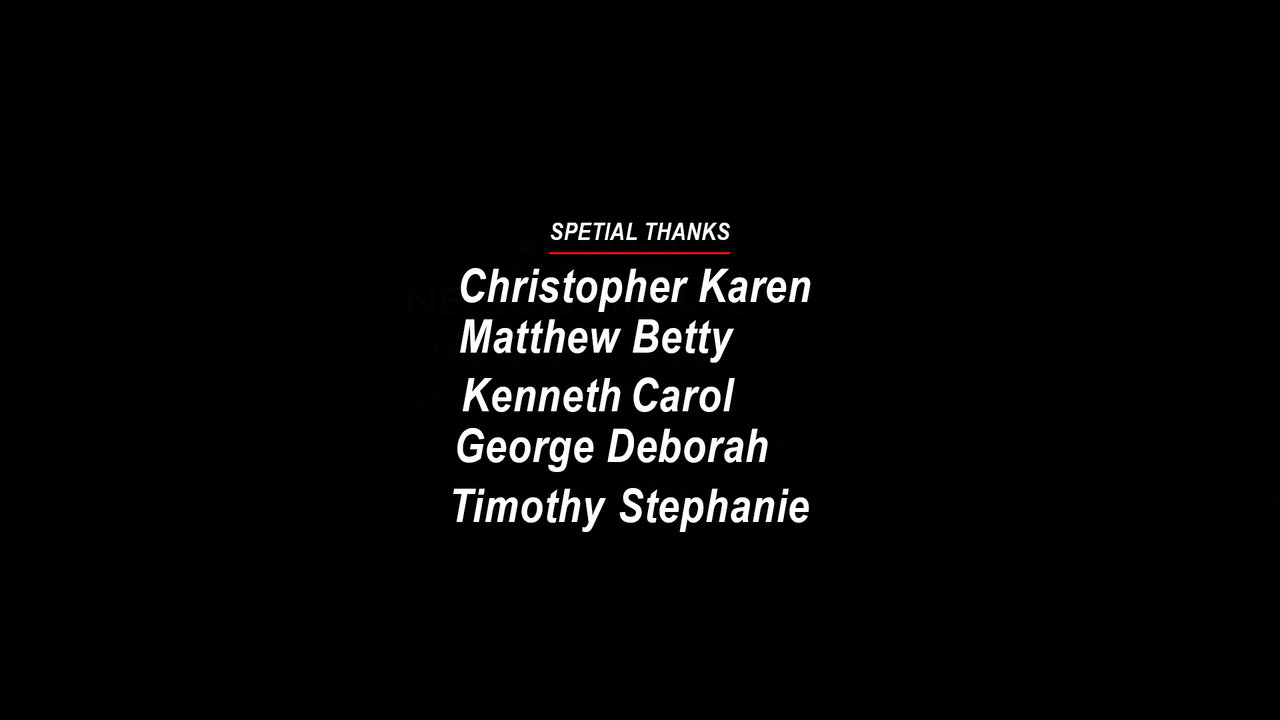 SPETIAL THANKS
Christopher Karen
Matthew Betty
Kenneth Carol
George Deborah
Timothy Stephanie